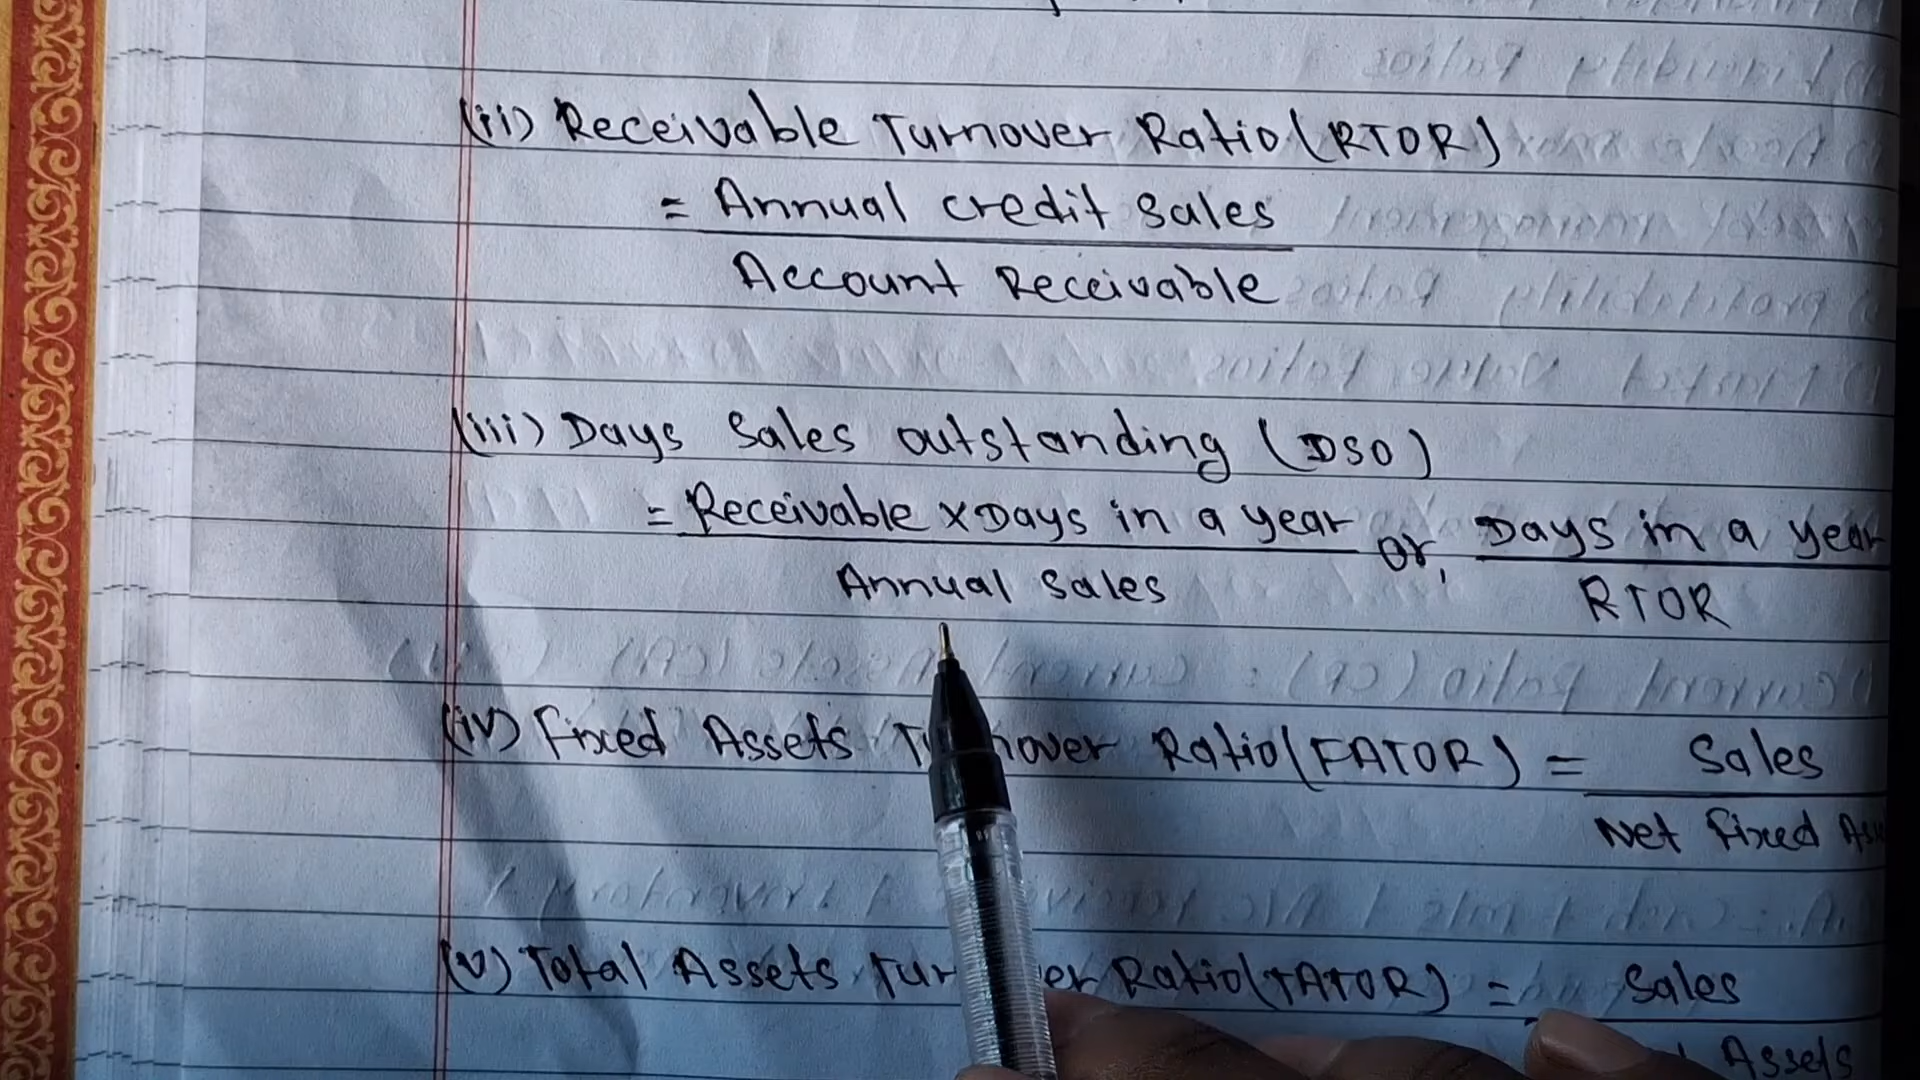 (ii) Receivable Turnover Ratio (RTOR)
= Annual credit sales
Account Receivable
(iii) Days Sales outstanding (DSO)
= Receivable x Days in a year or, Days in a year
Annual sales RTOR
(iv) Fixed Assets Turnover Ratio (FATOR) = Sales
Net Fixed
(v) Total Assets Ratio (TATOR) = Sales
Assets